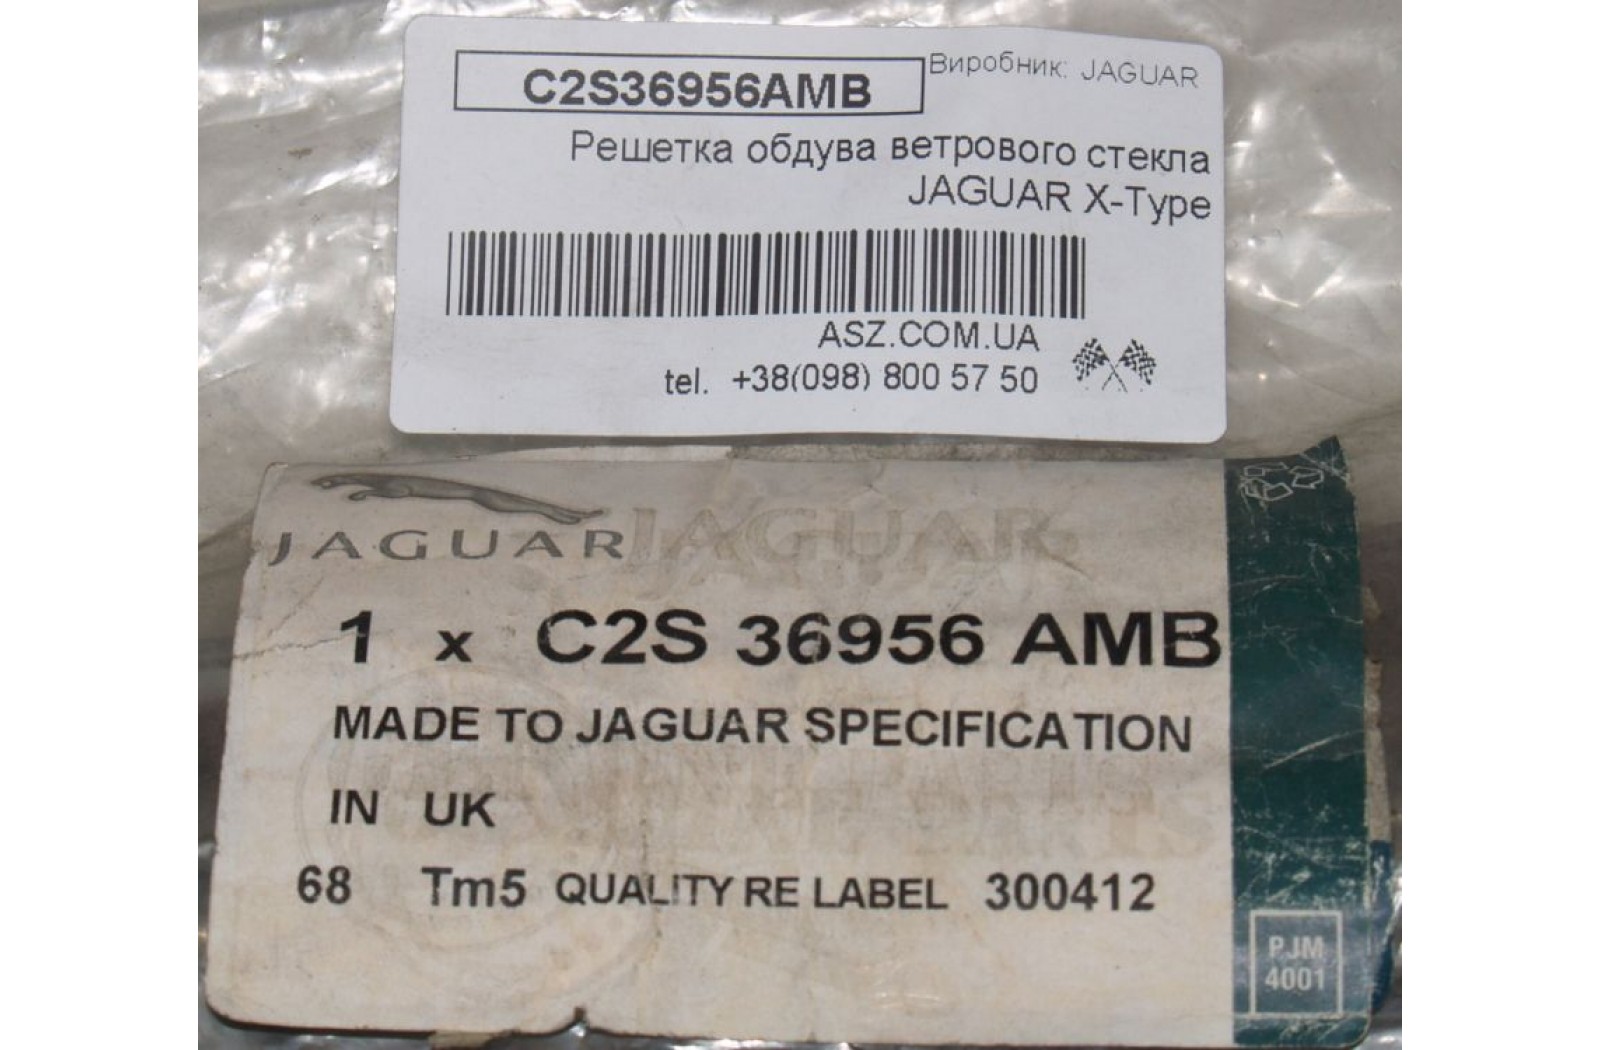 C2S36956AMB
Виробник: JAGUAR
Решетка обдува ветрового стекла
JAGUAR X-Type
ASZ.COM.UA
tel. +38(098) 800 57 50
JAGUAR
JAGUAR
1 x C2S 36956 AMB
MADE TO JAGUAR SPECIFICATION
IN UK
68 Tm5 QUALITY RE LABEL 300412
PJM
4001